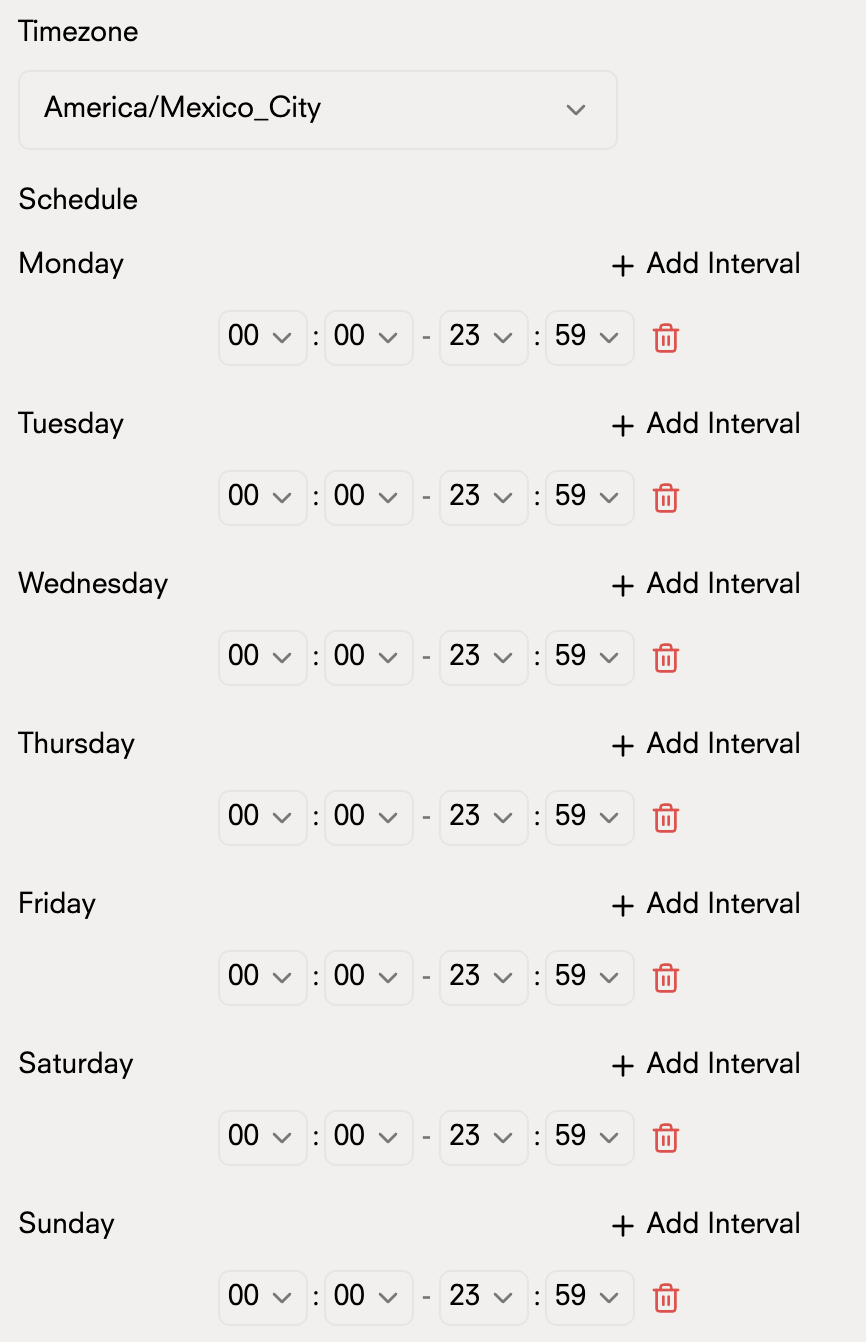 Timezone
America/Mexico_City
Schedule
Monday + Add Interval
00 : 00 - 23 : 59
Tuesday + Add Interval
00 : 00 - 23 : 59
Wednesday + Add Interval
00 : 00 - 23 : 59
Thursday + Add Interval
00 : 00 - 23 : 59
Friday + Add Interval
00 : 00 - 23 : 59
Saturday + Add Interval
00 : 00 - 23 : 59
Sunday + Add Interval
00 : 00 - 23 : 59